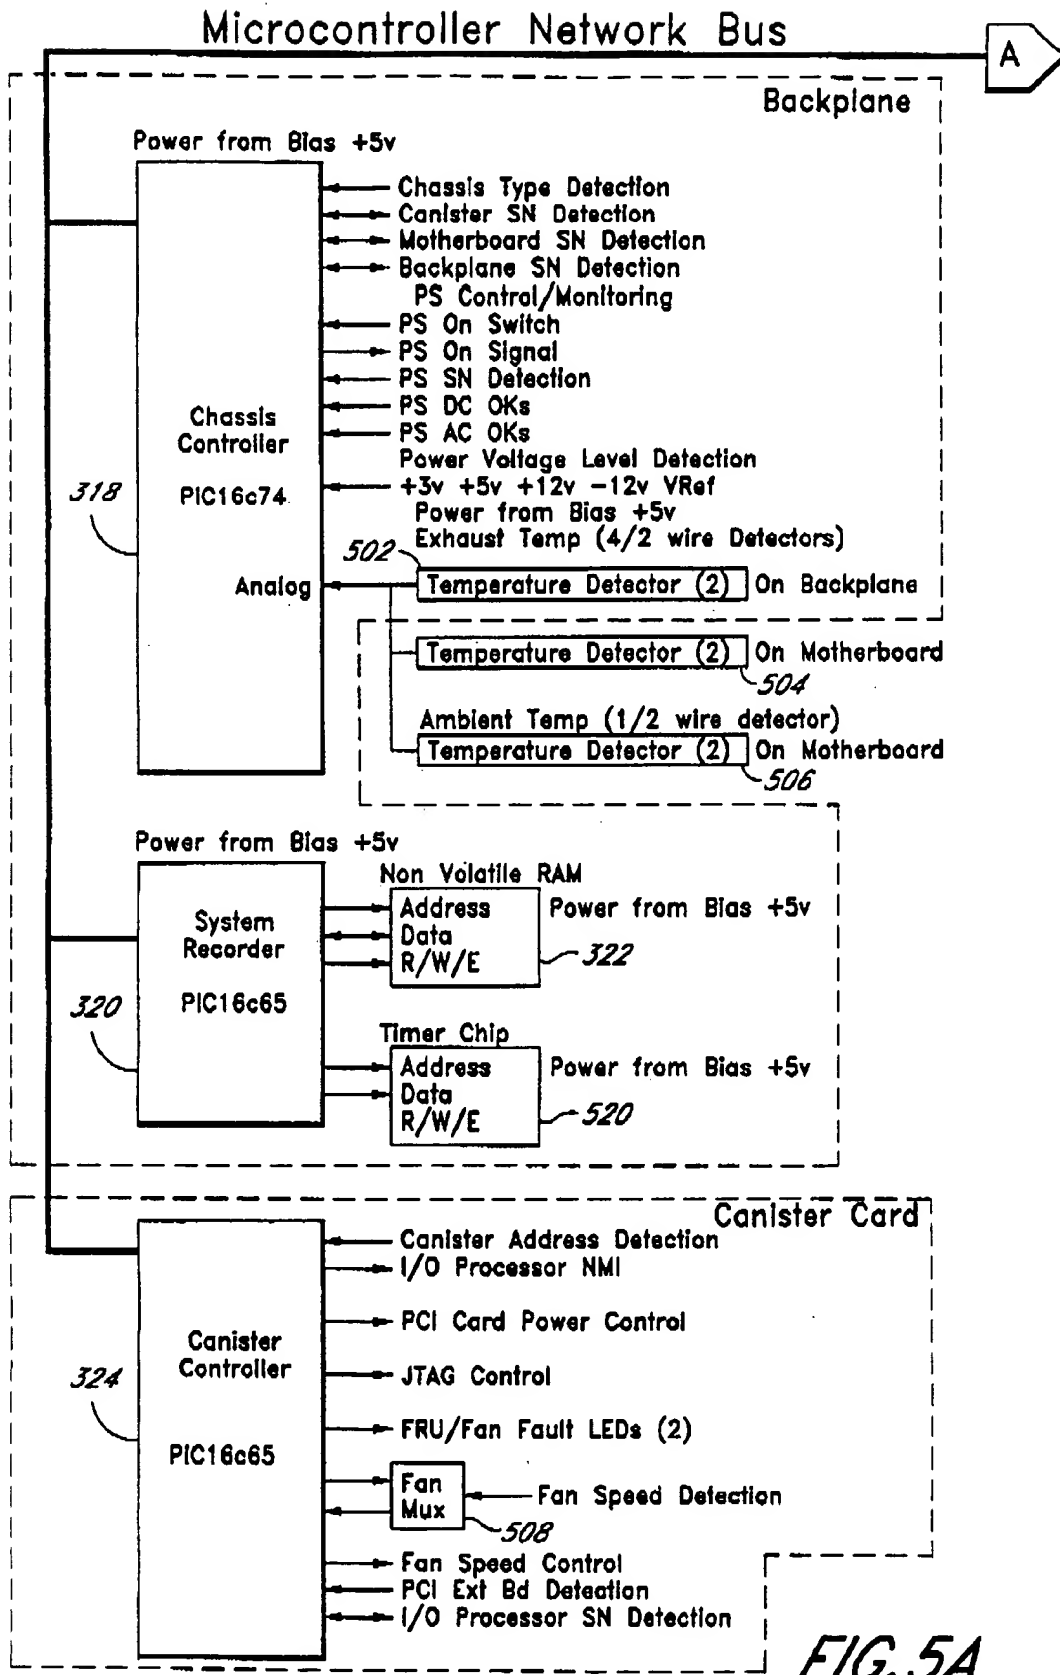 Microcontroller Network Bus
A
Backplane
Power from Bias +5v
Chassis Type Detection
Canister SN Detection
Motherboard SN Detection
Backplane SN Detection
PS Control/Monitoring
PS On Switch
PS On Signal
PS SN Detection
PS DC OKs
PS AC OKs
Power Voltage Level Detection
+3v +5v +12v -12v VRef
Power from Bias +5v
Exhaust Temp (4/2 wire Detectors)
Chassis
Controller
PIC16c74
318
Analog
502
Temperature Detector (2) On Backplane
Temperature Detector (2) On Motherboard
504
Ambient Temp (1/2 wire detector)
Temperature Detector (2) On Motherboard
506
Power from Bias +5v
System
Recorder
PIC16c65
320
Non Volatile RAM
Address
Data
R/W/E
Power from Bias +5v
322
Timer Chip
Address
Data
R/W/E
Power from Bias +5v
520
Canister Card
Canister
Controller
PIC16c65
324
Canister Address Detection
I/O Processor NMI
PCI Card Power Control
JTAG Control
FRU/Fan Fault LEDs (2)
Fan
Mux
Fan Speed Detection
508
Fan Speed Control
PCI Ext Bd Detection
I/O Processor SN Detection
FIG. 5A